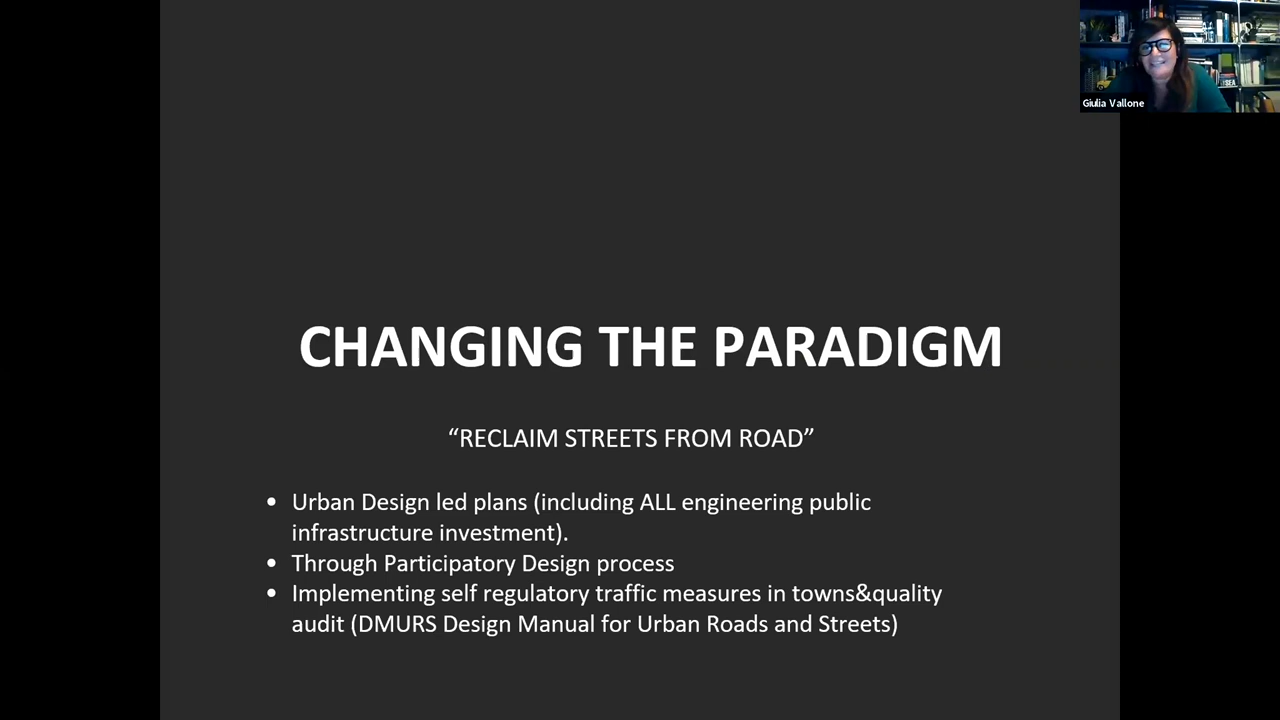 Giulia Vallone
CHANGING THE PARADIGM
“RECLAIM STREETS FROM ROAD”
• Urban Design led plans (including ALL engineering public
infrastructure investment).
• Through Participatory Design process
• Implementing self regulatory traffic measures in towns&quality
audit (DMURS Design Manual for Urban Roads and Streets)